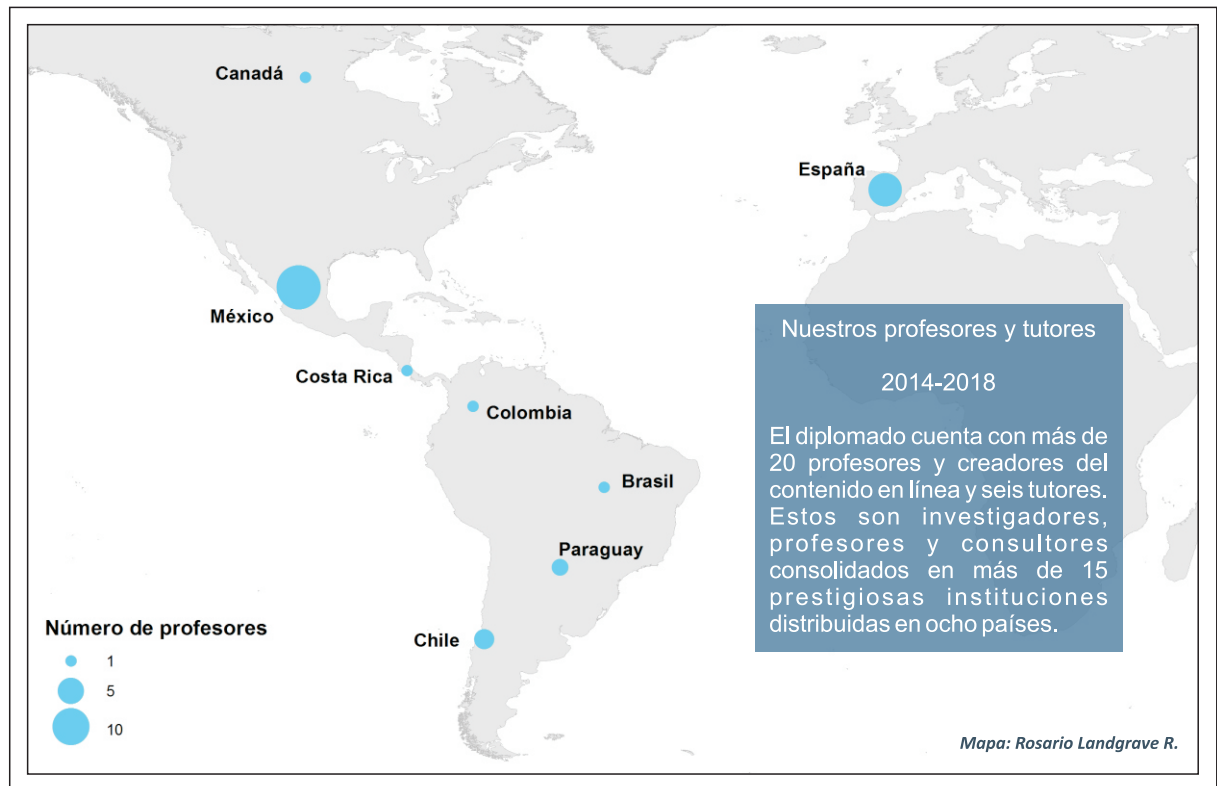 Canadá
España
México
Costa Rica
Colombia
Brasil
Paraguay
Chile
Nuestros profesores y tutores
2014-2018
El diplomado cuenta con más de
20 profesores y creadores del
contenido en línea y seis tutores.
Estos son investigadores,
profesores y consultores
consolidados en más de 15
prestigiosas instituciones
distribuidas en ocho países.
Número de profesores
1
5
10
Mapa: Rosario Landgrave R.